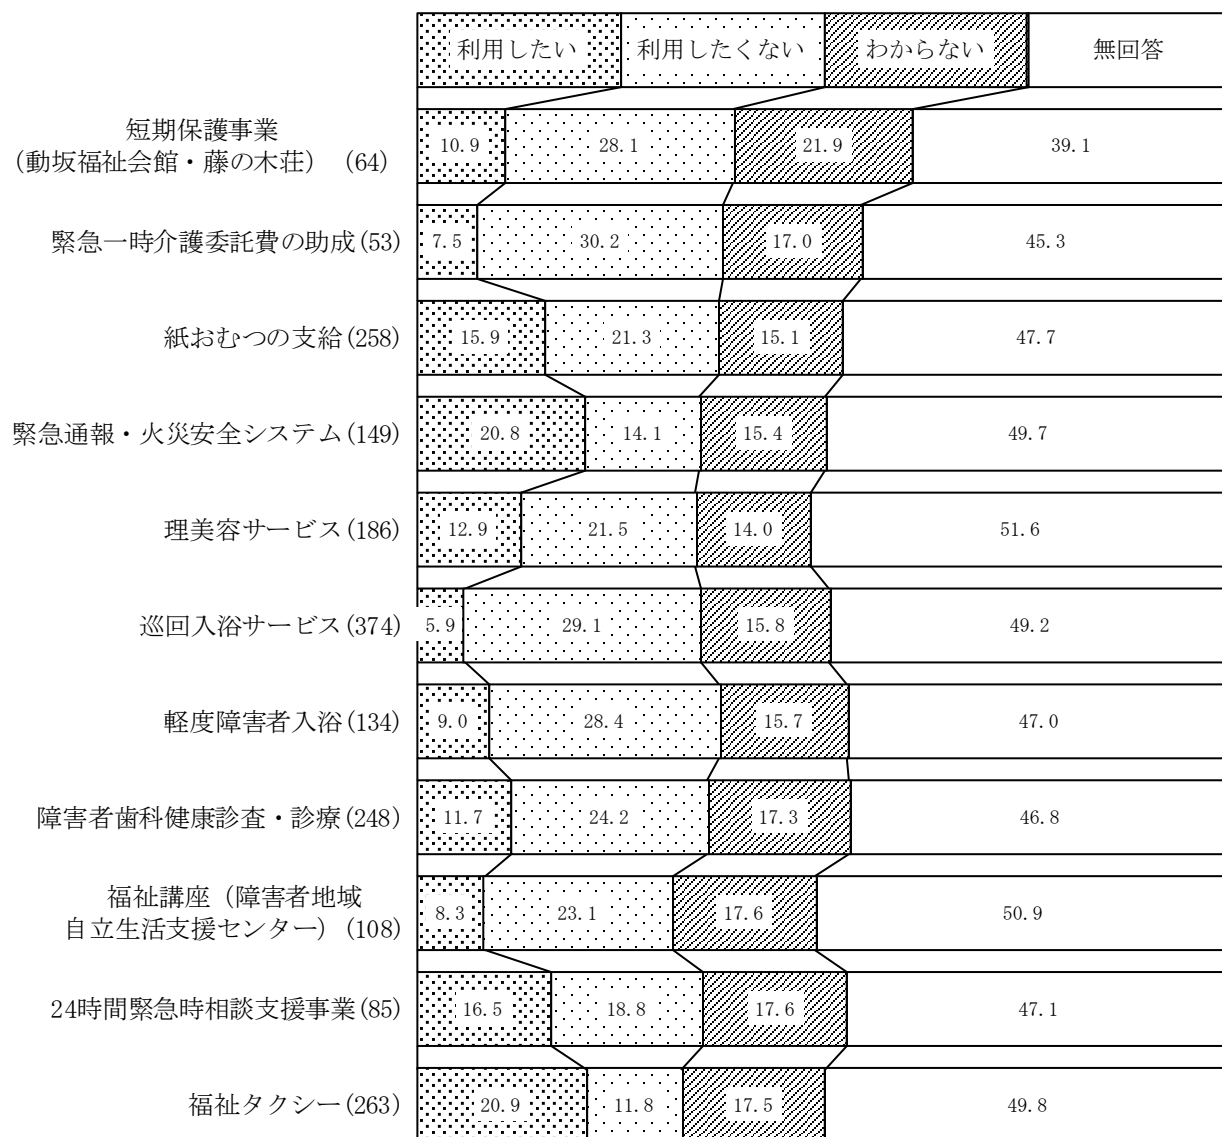 利用したい 利用したくない わからない 無回答
短期保護事業
（動坂福祉会館・藤の木荘）（64） 10.9 28.1 21.9 39.1
緊急一時介護委託費の助成(53) 7.5 30.2 17.0 45.3
紙おむつの支給(258) 15.9 21.3 15.1 47.7
緊急通報・火災安全システム(149) 20.8 14.1 15.4 49.7
理美容サービス(186) 12.9 21.5 14.0 51.6
巡回入浴サービス(374) 5.9 29.1 15.8 49.2
軽度障害者入浴(134) 9.0 28.4 15.7 47.0
障害者歯科健康診査・診療(248) 11.7 24.2 17.3 46.8
福祉講座（障害者地域
自立生活支援センター）(108) 8.3 23.1 17.6 50.9
24時間緊急時相談支援事業(85) 16.5 18.8 17.6 47.1
福祉タクシー(263) 20.9 11.8 17.5 49.8